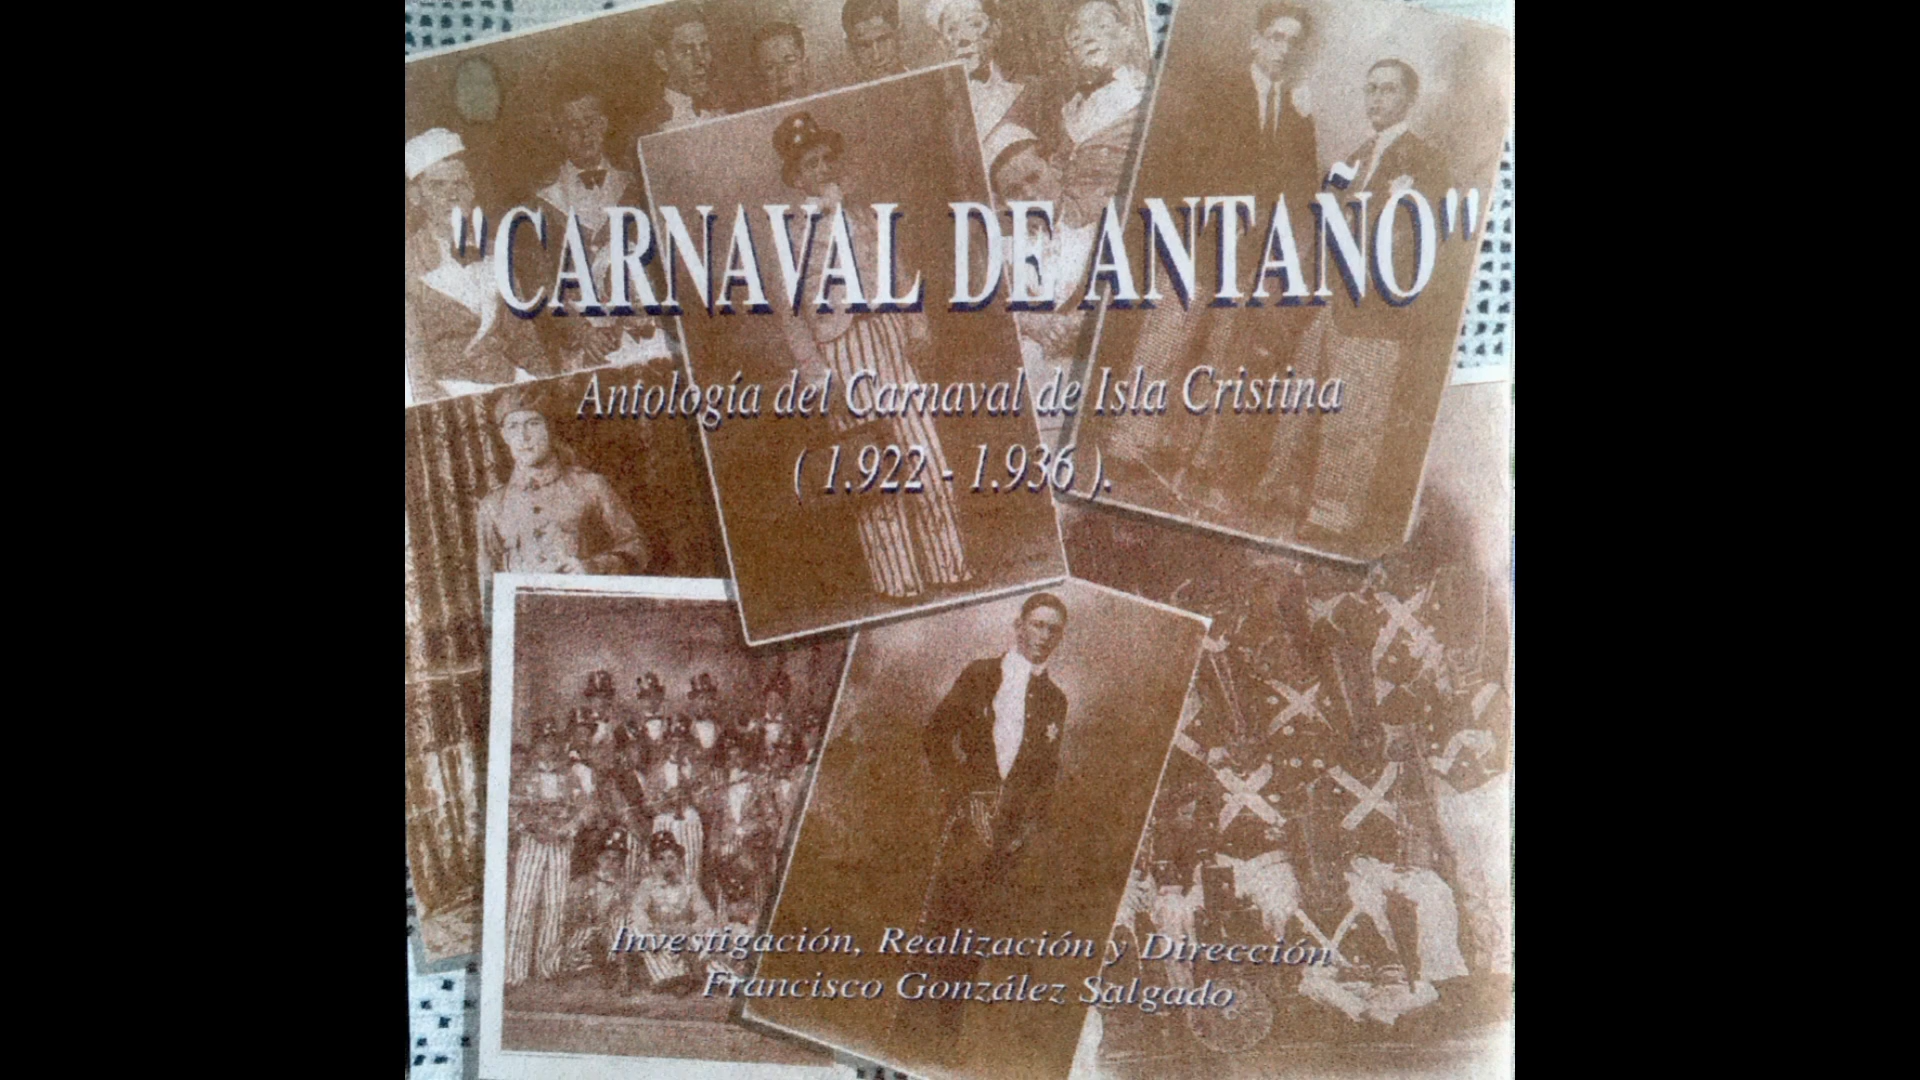 "CARNAVAL DE ANTAÑO"
Antología del Carnaval de Isla Cristina
( 1.922 - 1.936 ).
Investigación, Realización y Dirección
Francisco González Salgado